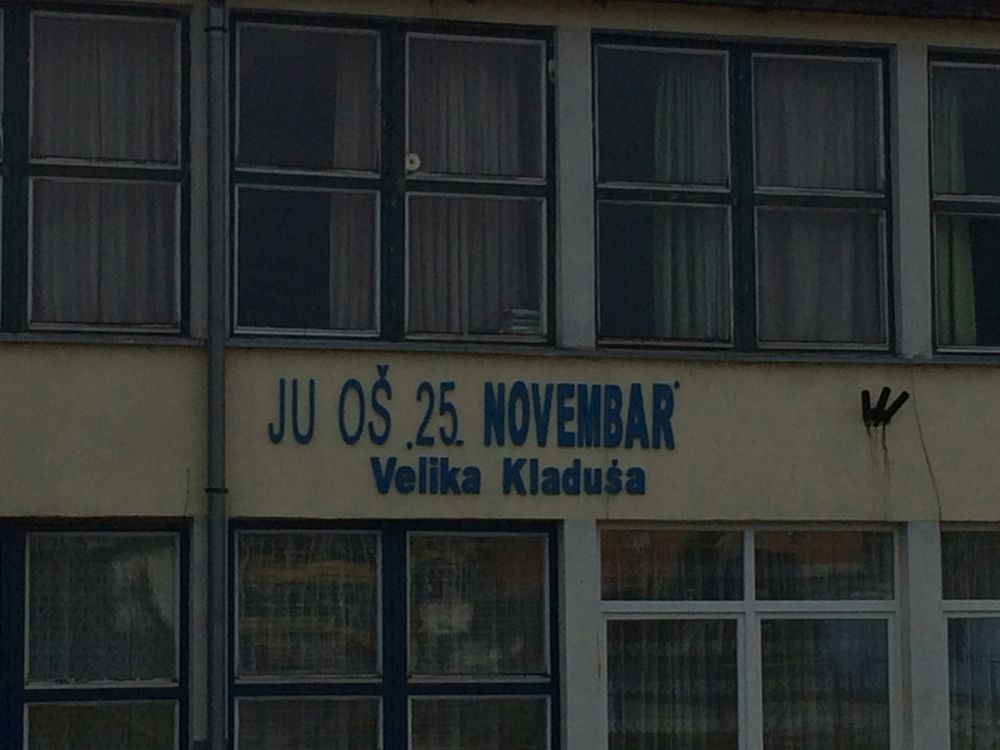 JU OŠ "25. NOVEMBAR"
Velika Kladuša